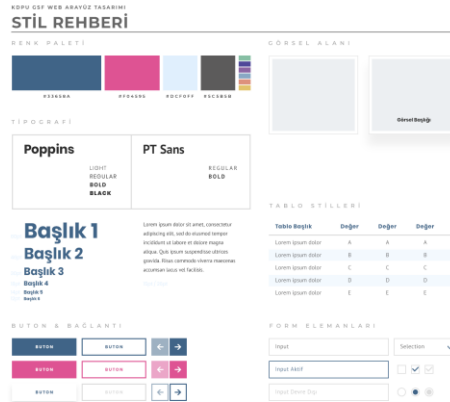 KDPU GSF WEB ARAYÜZ TASARIMI
STİL REHBERİ
RENK PALETİ
GÖRSEL ALANI
Görsel Başlığı
TİPOGRAFİ
Poppins
LIGHT
REGULAR
BOLD
BLACK
PT Sans
REGULAR
BOLD
Başlık 1
Başlık 2
Başlık 3
Başlık 4
Başlık 5
Başlık 6
Lorem ipsum dolor sit amet, consectetur
adipiscing elit, sed do eiusmod tempor
incididunt ut labore et dolore magna
aliqua. Quis ipsum suspendisse ultrices
gravida. Risus commodo viverra maecenas
accumsan lacus vel facilisis.
TABLO STİLLERİ
Tablo Başlık Değer Değer Değer
Lorem ipsum dolor A A A
Lorem ipsum dolor B B B
Lorem ipsum dolor C C C
Lorem ipsum dolor D D D
Lorem ipsum dolor E E E
BUTON & BAĞLANTI
BUTON BUTON
BUTON BUTON
BUTON BUTON
FORM ELEMANLARI
Input Selection
Input Aktif
Input Devre Dışı